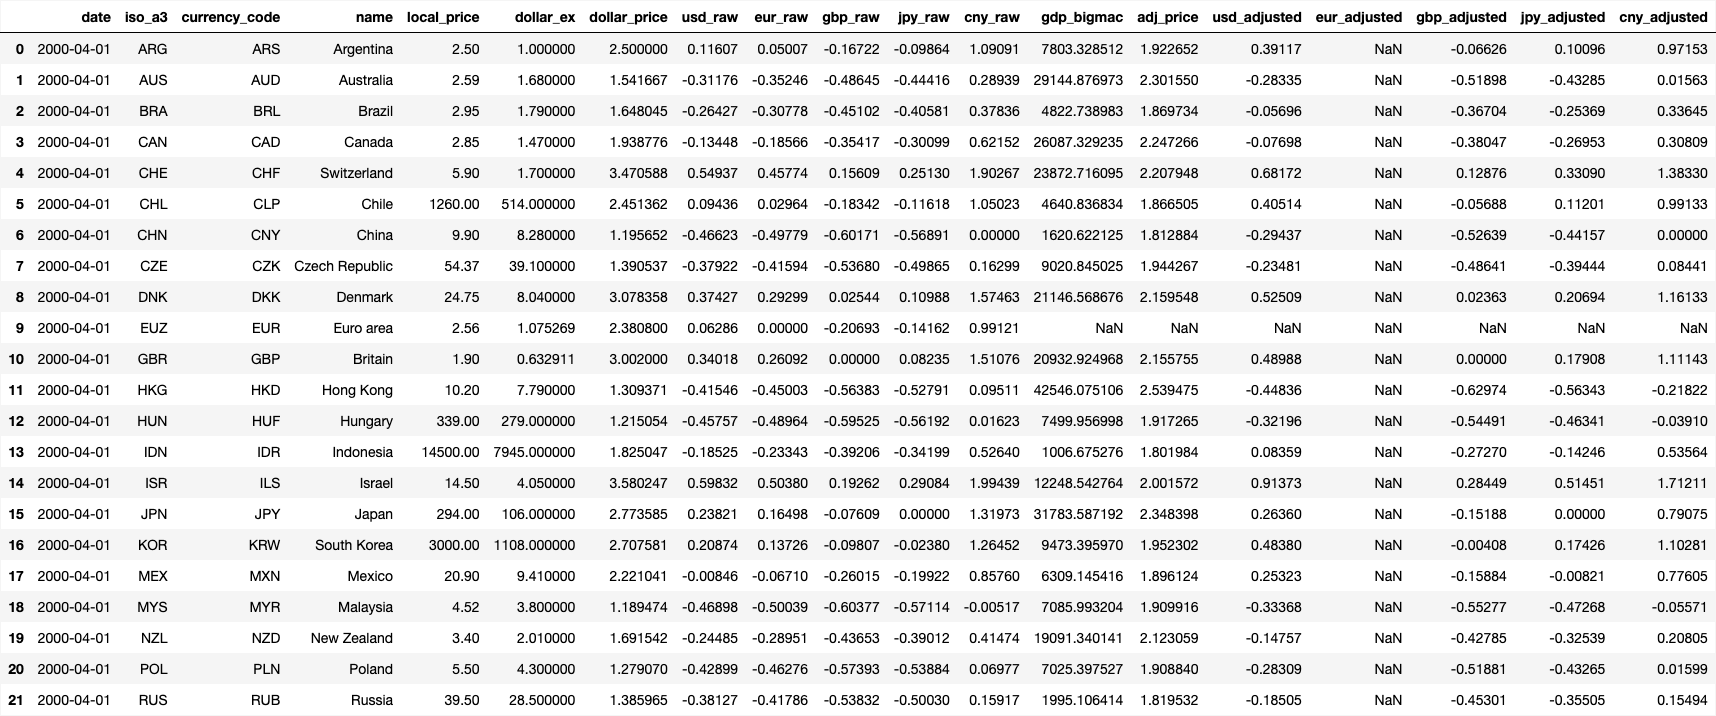 date iso_a3 currency_code name local_price dollar_ex dollar_price usd_raw eur_raw gbp_raw jpy_raw cny_raw gdp_bigmac adj_price usd_adjusted eur_adjusted gbp_adjusted jpy_adjusted cny_adjusted
0 2000-04-01 ARG ARS Argentina 2.50 1.000000 2.500000 0.11607 0.05007 -0.16722 -0.09864 1.09091 7803.328512 1.922652 0.39117 NaN -0.06626 0.10096 0.97153
1 2000-04-01 AUS AUD Australia 2.59 1.680000 1.541667 -0.31176 -0.35246 -0.48645 -0.44416 0.28939 29144.876973 2.301550 -0.28335 NaN -0.51898 -0.43285 0.01563
2 2000-04-01 BRA BRL Brazil 2.95 1.790000 1.648045 -0.26427 -0.30778 -0.45102 -0.40581 0.37836 4822.738983 1.869734 -0.05696 NaN -0.36704 -0.25369 0.33645
3 2000-04-01 CAN CAD Canada 2.85 1.470000 1.938776 -0.13448 -0.18566 -0.35417 -0.30099 0.62152 26087.329235 2.247266 -0.07698 NaN -0.38047 -0.26953 0.30809
4 2000-04-01 CHE CHF Switzerland 5.90 1.700000 3.470588 0.54937 0.45774 0.15609 0.25130 1.90267 23872.716095 2.207948 0.68172 NaN 0.12876 0.33090 1.38330
5 2000-04-01 CHL CLP Chile 1260.00 514.000000 2.451362 0.09436 0.02964 -0.18342 -0.11618 1.05023 4640.836834 1.866505 0.40514 NaN -0.05688 0.11201 0.99133
6 2000-04-01 CHN CNY China 9.90 8.280000 1.195652 -0.46623 -0.49779 -0.60171 -0.56891 0.00000 1620.622125 1.812884 -0.29437 NaN -0.52639 -0.44157 0.00000
7 2000-04-01 CZE CZK Czech Republic 54.37 39.100000 1.390537 -0.37922 -0.41594 -0.53680 -0.49865 0.16299 9020.845025 1.944267 -0.23481 NaN -0.48641 -0.39444 0.08441
8 2000-04-01 DNK DKK Denmark 24.75 8.040000 3.078358 0.37427 0.29299 0.02544 0.10988 1.57463 21146.568676 2.159548 0.52509 NaN 0.02363 0.20694 1.16133
9 2000-04-01 EUZ EUR Euro area 2.56 1.075269 2.380800 0.06286 0.00000 -0.20693 -0.14162 0.99121 NaN NaN NaN NaN NaN NaN NaN
10 2000-04-01 GBR GBP Britain 1.90 0.632911 3.002000 0.34018 0.26092 0.00000 0.08235 1.51076 20932.924968 2.155755 0.48988 NaN 0.00000 0.17908 1.11143
11 2000-04-01 HKG HKD Hong Kong 10.20 7.790000 1.309371 -0.41546 -0.45003 -0.56383 -0.52791 0.09511 42546.075106 2.539475 -0.44836 NaN -0.62974 -0.56343 -0.21822
12 2000-04-01 HUN HUF Hungary 339.00 279.000000 1.215054 -0.45757 -0.48964 -0.59525 -0.56192 0.01623 7499.956998 1.917265 -0.32196 NaN -0.54491 -0.46341 -0.03910
13 2000-04-01 IDN IDR Indonesia 14500.00 7945.000000 1.825047 -0.18525 -0.23343 -0.39206 -0.34199 0.52640 1006.675276 1.801984 0.08359 NaN -0.27270 -0.14246 0.53564
14 2000-04-01 ISR ILS Israel 14.50 4.050000 3.580247 0.59832 0.50380 0.19262 0.29084 1.99439 12248.542764 2.001572 0.91373 NaN 0.28449 0.51451 1.71211
15 2000-04-01 JPN JPY Japan 294.00 106.000000 2.773585 0.23821 0.16498 -0.07609 0.00000 1.31973 31783.587192 2.348398 0.26360 NaN -0.15188 0.00000 0.79075
16 2000-04-01 KOR KRW South Korea 3000.00 1108.000000 2.707581 0.20874 0.13726 -0.09807 -0.02380 1.26452 9473.395970 1.952302 0.48380 NaN -0.00408 0.17426 1.10281
17 2000-04-01 MEX MXN Mexico 20.90 9.410000 2.221041 -0.00846 -0.06710 -0.26015 -0.19922 0.85760 6309.145416 1.896124 0.25323 NaN -0.15884 -0.00821 0.77605
18 2000-04-01 MYS MYR Malaysia 4.52 3.800000 1.189474 -0.46898 -0.50039 -0.60377 -0.57114 -0.00517 7085.993204 1.909916 -0.33368 NaN -0.55277 -0.47268 -0.05571
19 2000-04-01 NZL NZD New Zealand 3.40 2.010000 1.691542 -0.24485 -0.28951 -0.43653 -0.39012 0.41474 19091.340141 2.123059 -0.14757 NaN -0.42785 -0.32539 0.20805
20 2000-04-01 POL PLN Poland 5.50 4.300000 1.279070 -0.42899 -0.46276 -0.57393 -0.53884 0.06977 7025.397527 1.908840 -0.28309 NaN -0.51881 -0.43265 0.01599
21 2000-04-01 RUS RUB Russia 39.50 28.500000 1.385965 -0.38127 -0.41786 -0.53832 -0.50030 0.15917 1995.106414 1.819532 -0.18505 NaN -0.45301 -0.35505 0.15494